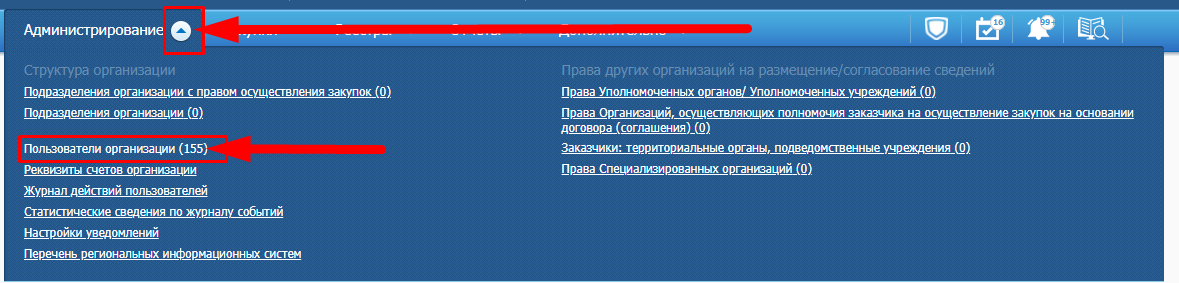 Администрирование
16
99+
Структура организации
Подразделения организации с правом осуществления закупок (0)
Подразделения организации (0)
Пользователи организации (155)
Реквизиты счетов организации
Журнал действий пользователей
Статистические сведения по журналу событий
Настройки уведомлений
Перечень региональных информационных систем
Права других организаций на размещение/согласование сведений
Права Уполномоченных органов/ Уполномоченных учреждений (0)
Права Организаций, осуществляющих полномочия заказчика на осуществление закупок на основании
договора (соглашения) (0)
Заказчики: территориальные органы, подведомственные учреждения (0)
Права Специализированных организаций (0)